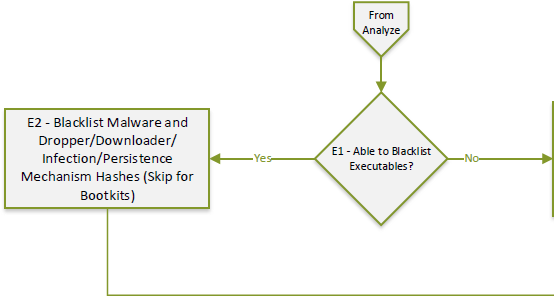 From
Analyze
E2 - Blacklist Malware and
Dropper/Downloader/
Infection/Persistence
Mechanism Hashes (Skip for
Bootkits)
Yes
E1 - Able to Blacklist
Executables?
No